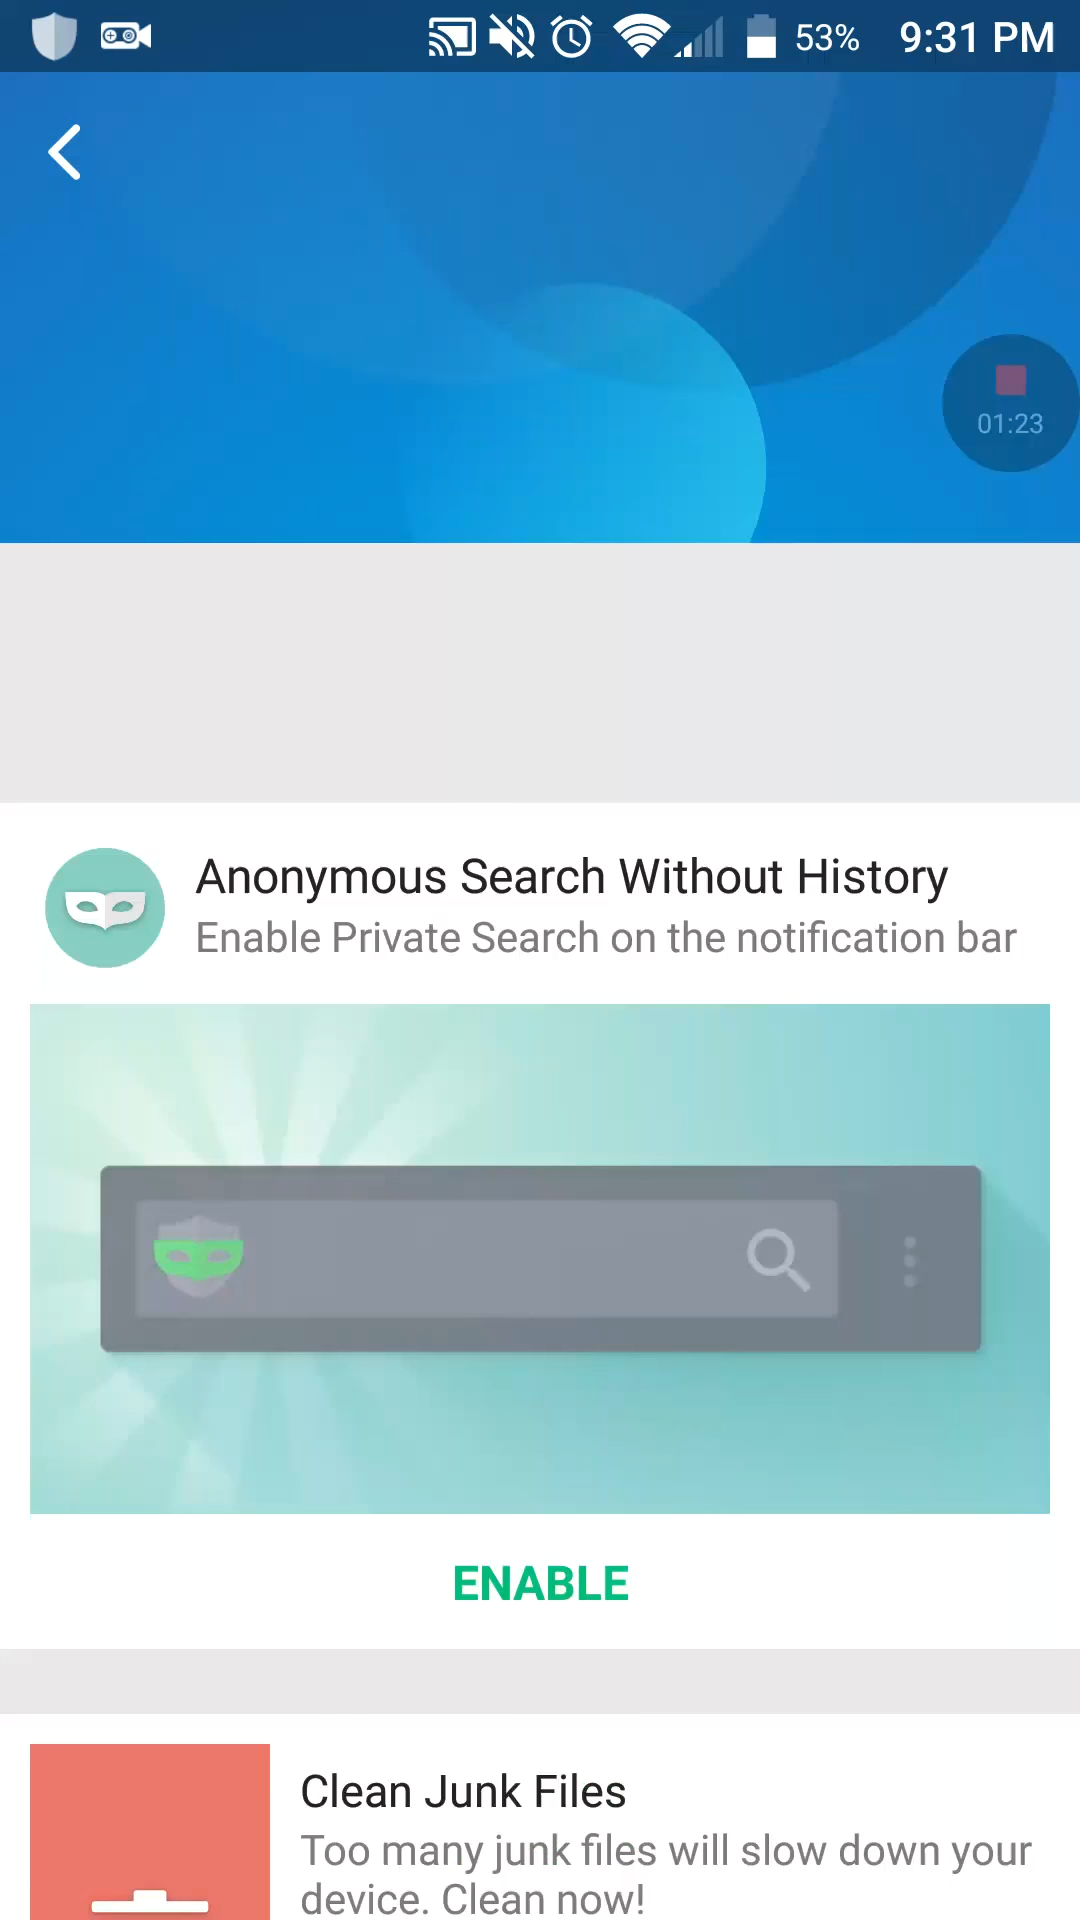 53% 9:31 PM
01:23
Anonymous Search Without History
Enable Private Search on the notification bar
ENABLE
Clean Junk Files
Too many junk files will slow down your
device. Clean now!